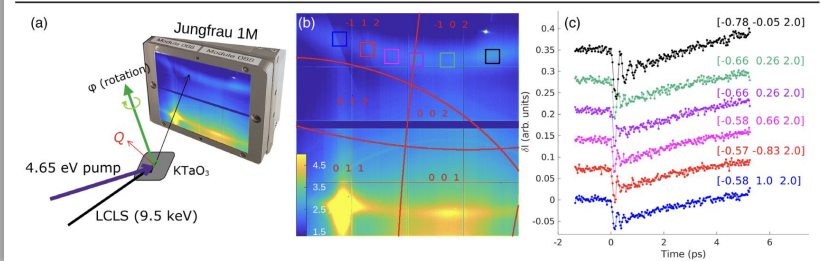 (a)
Jungfrau 1M
Module 088
Module 088
φ (rotation)
Q
4.65 eV pump
KTaO₃
LCLS (9.5 keV)
(b)
-1 1 2
-1 0 2
0 1 2
0 0 2
0 1 1
0 0 1
4.5
3.5
2.5
1.5
(c)
δI (arb. units)
0.4
0.35
0.3
0.25
0.2
0.15
0.1
0.05
0
-0.05
[-0.78 -0.05 2.0]
[-0.66 0.26 2.0]
[-0.66 0.26 2.0]
[-0.58 0.66 2.0]
[-0.57 -0.83 2.0]
[-0.58 1.0 2.0]
-2
0
2
4
6
Time (ps)